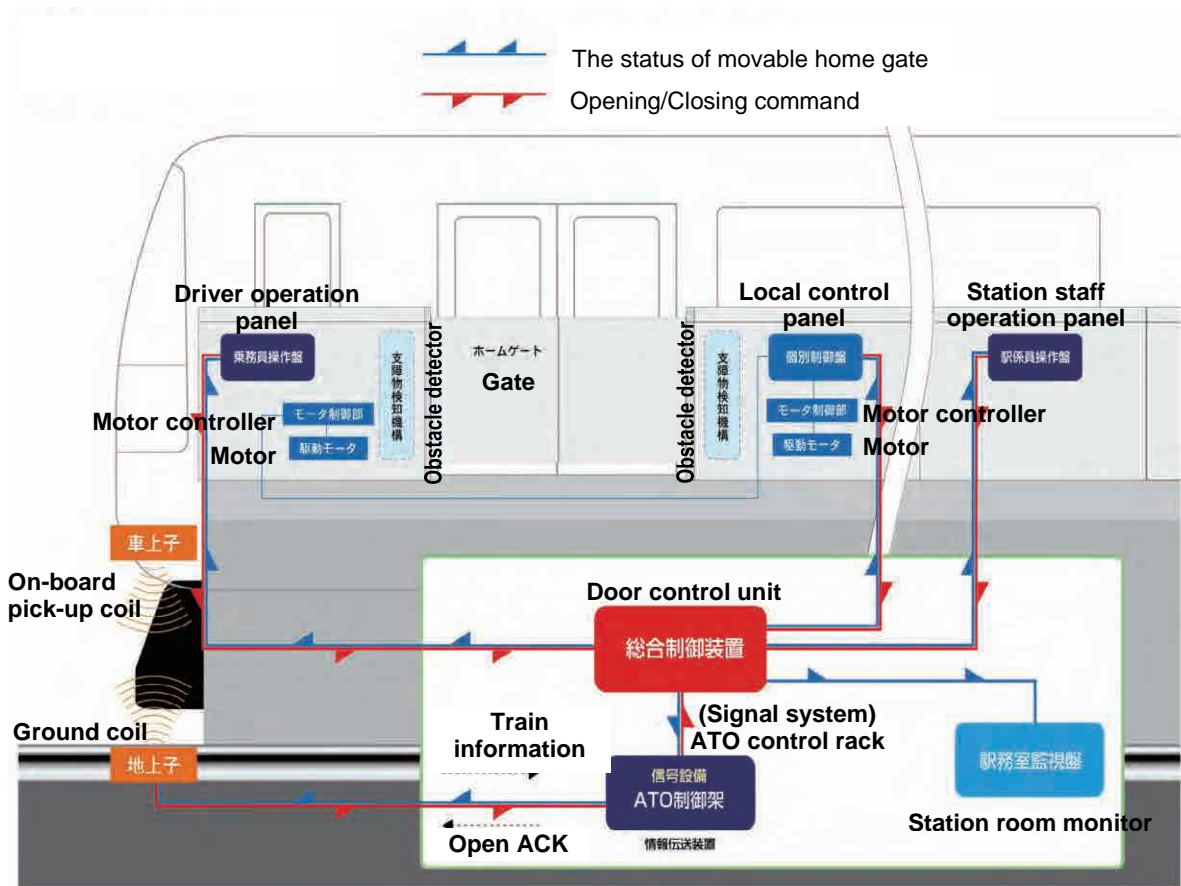 The status of movable home gate
Opening/Closing command
Driver operation
panel
乗務員操作盤
Motor controller
モータ制御部
Motor
駆動モータ
支障物検知機構
Obstacle detector
ホームゲート
Gate
Obstacle detector
支障物検知機構
Local control
panel
個別制御盤
モータ制御部
Motor controller
駆動モータ
Motor
Station staff
operation panel
駅係員操作盤
車上子
On-board
pick-up coil
Ground coil
地上子
Door control unit
総合制御装置
Train
information
(Signal system)
ATO control rack
信号設備
ATO制御架
情報伝送装置
Open ACK
駅務室監視盤
Station room monitor